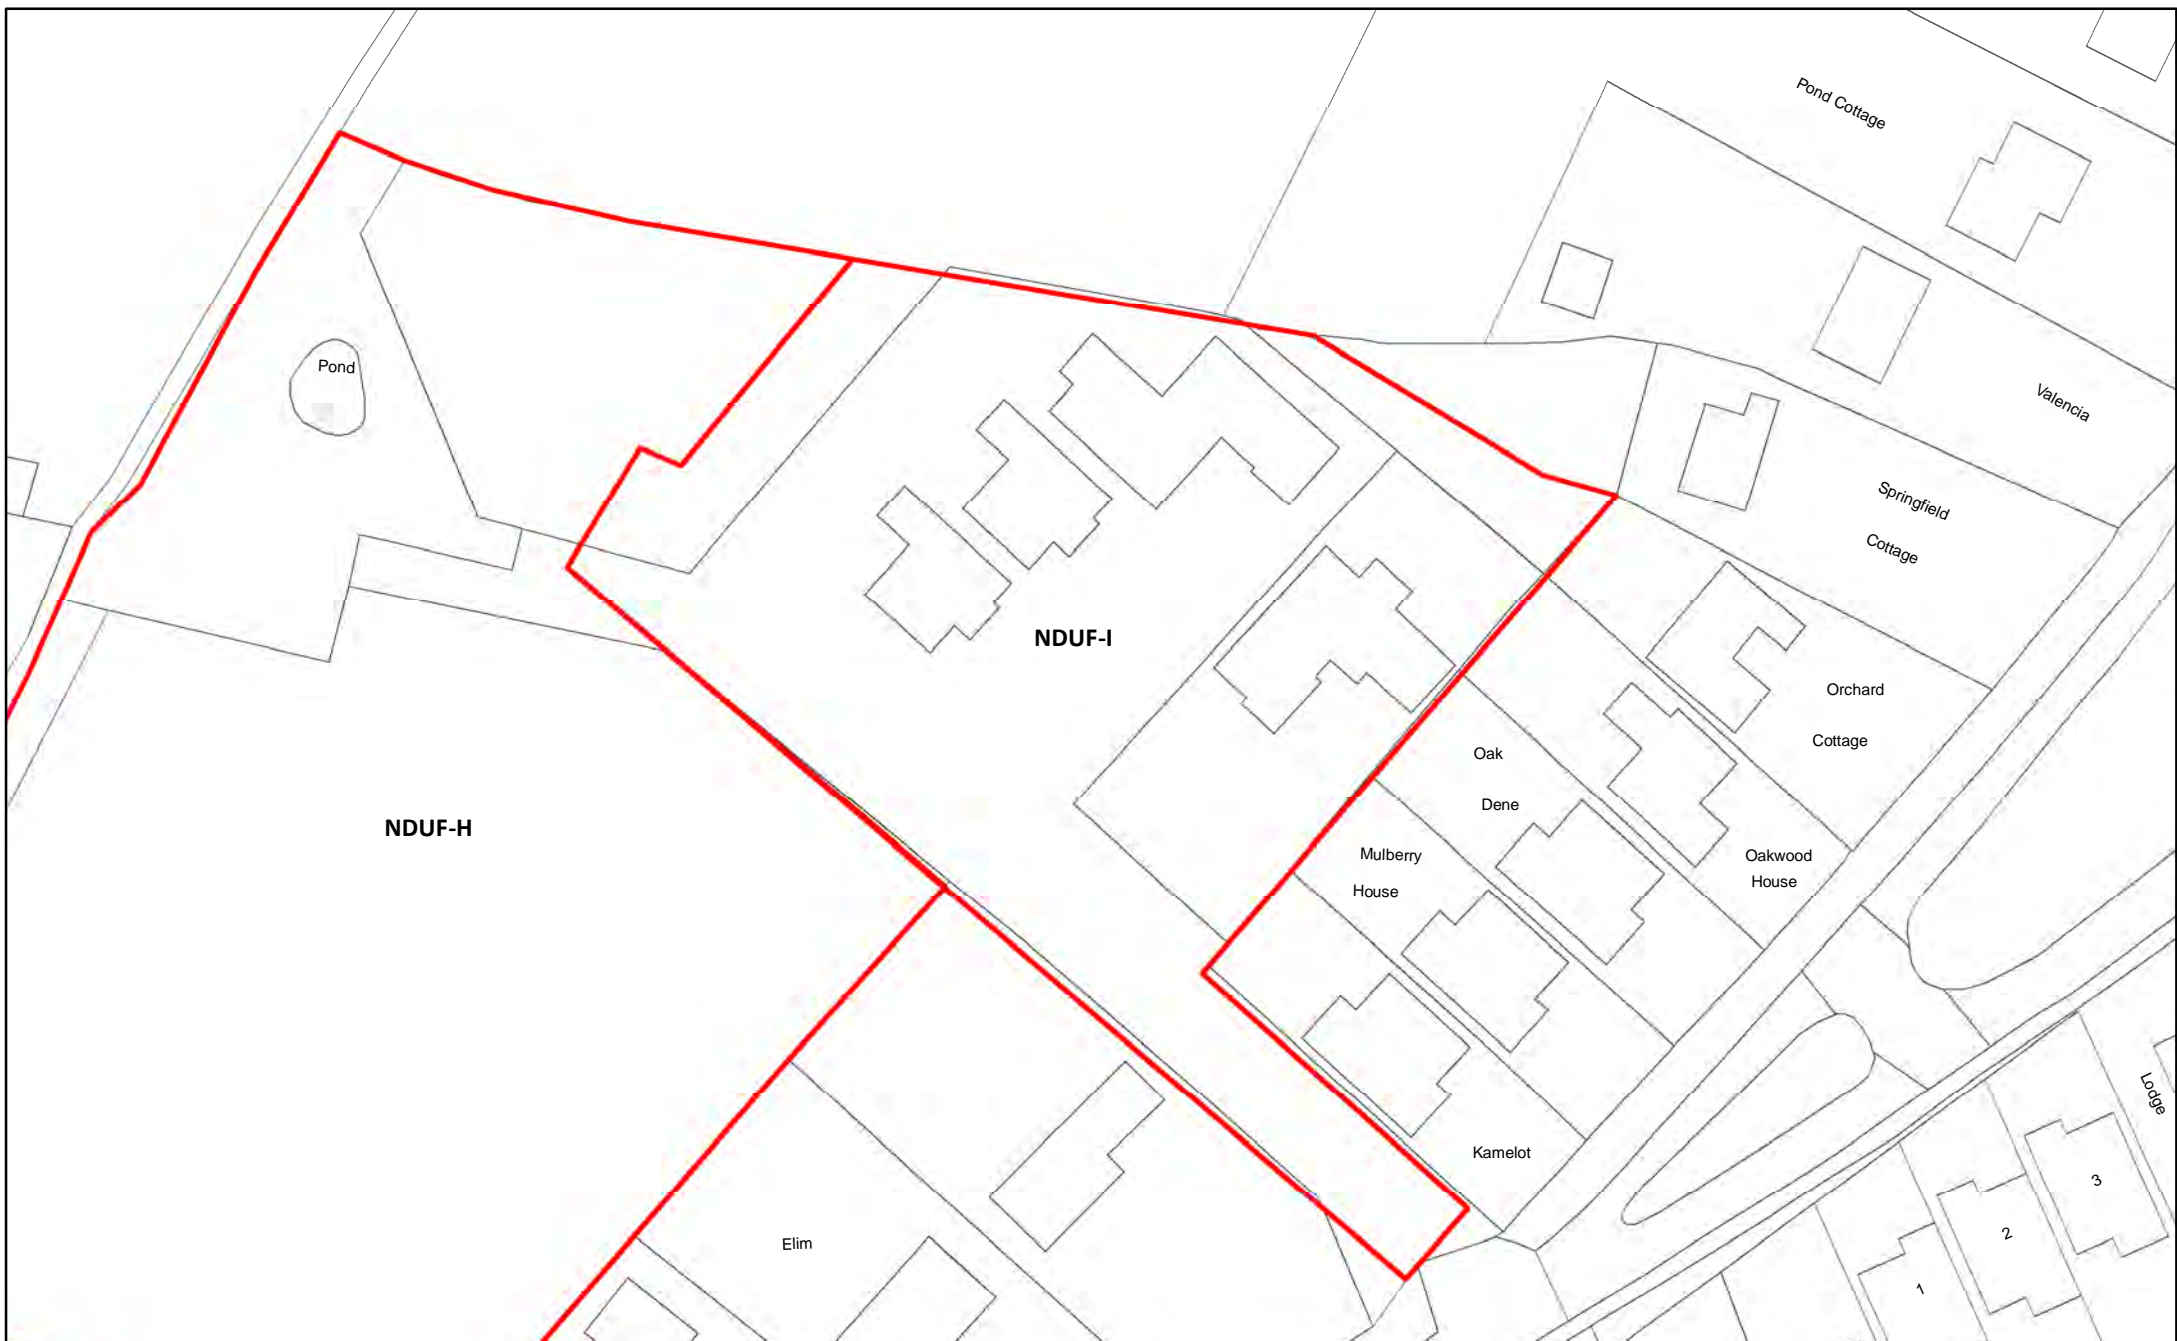 Pond Cottage
Pond
Valencia
Springfield
Cottage
NDUF-I
Orchard
Cottage
Oak
Dene
NDUF-H
Mulberry
House
Oakwood
House
Lodge
Kamelot
3
2
Elim
1